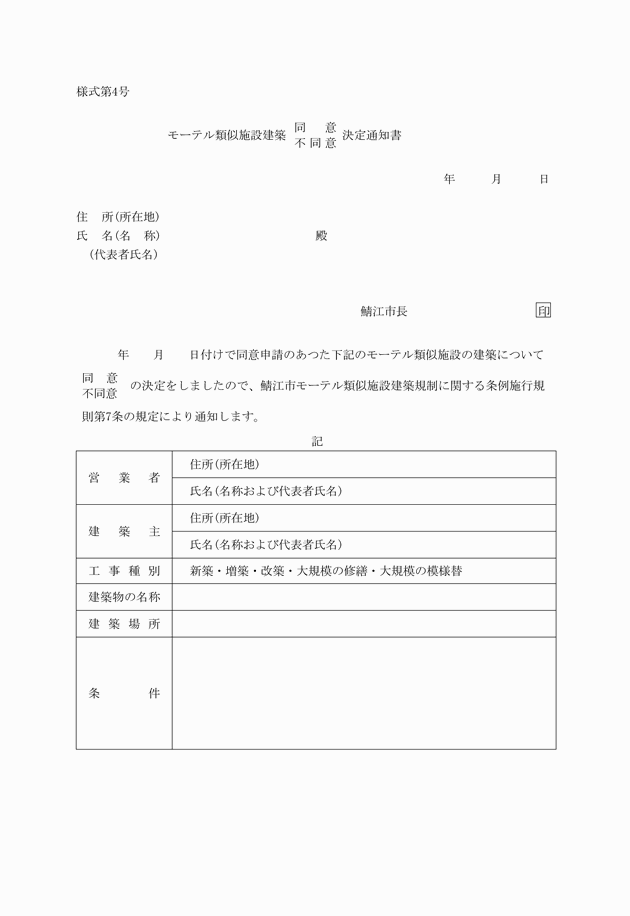 様式第4号
モーテル類似施設建築 同意 決定通知書
不同意
年 月 日
住 所(所在地)
氏 名(名 称) 殿
(代表者氏名)
鯖江市長 印
年 月 日付けで同意申請のあつた下記のモーテル類似施設の建築について
同 意
不同意
の決定をしましたので、鯖江市モーテル類似施設建築規制に関する条例施行規
則第7条の規定により通知します。
記
営業者 住所(所在地)
氏名(名称および代表者氏名)
建築主 住所(所在地)
氏名(名称および代表者氏名)
工事種別 新築・増築・改築・大規模の修繕・大規模の模様替
建築物の名称
建築場所
条件